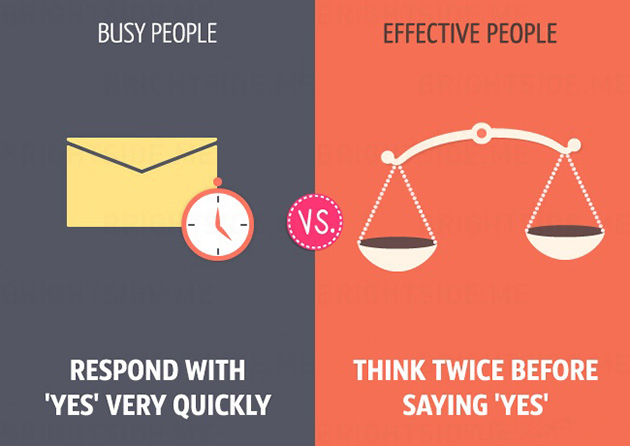 BUSY PEOPLE
EFFECTIVE PEOPLE
VS.
RESPOND WITH
'YES' VERY QUICKLY
THINK TWICE BEFORE
SAYING 'YES'
BRIGHTSIDE.ME